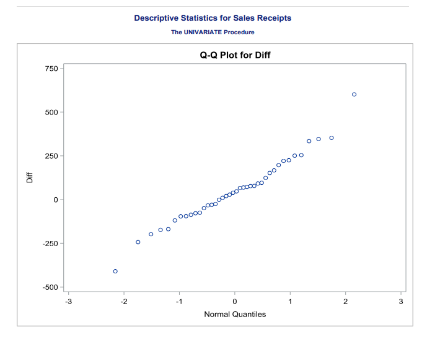 Descriptive Statistics for Sales Receipts
The UNIVARIATE Procedure
Q-Q Plot for Diff
750
500
250
0
-250
-500
Diff
-3 -2 -1 0 1 2 3
Normal Quantiles